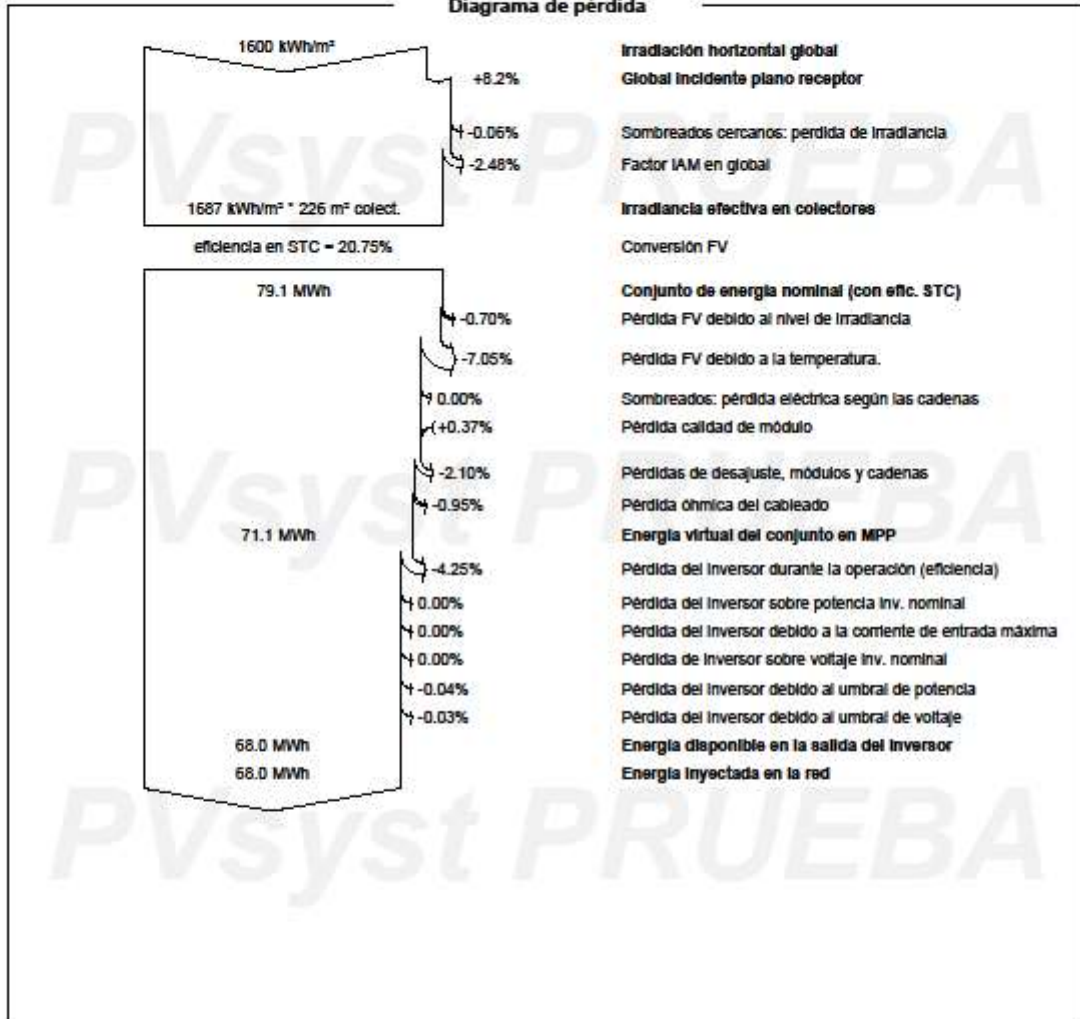 Diagrama de pérdida
1600 kWh/m² Irradiación horizontal global
+8.2% Global incidente plano receptor
-0.06% Sombreados cercanos: perdida de irradiancia
-2.48% Factor IAM en global
1687 kWh/m² * 226 m² colect. Irradiancia efectiva en colectores
eficiencia en STC = 20.75% Conversión FV
79.1 MWh Conjunto de energía nominal (con efic. STC)
-0.70% Pérdida FV debido al nivel de irradiancia
-7.05% Pérdida FV debido a la temperatura.
0.00% Sombreados: pérdida eléctrica según las cadenas
+0.37% Pérdida calidad de módulo
-2.10% Pérdidas de desajuste, módulos y cadenas
-0.95% Pérdida óhmica del cableado
71.1 MWh Energía virtual del conjunto en MPP
-4.25% Pérdida del inversor durante la operación (eficiencia)
0.00% Pérdida del inversor sobre potencia inv. nominal
0.00% Pérdida del inversor debido a la corriente de entrada máxima
0.00% Pérdida de inversor sobre voltaje inv. nominal
-0.04% Pérdida del inversor debido al umbral de potencia
-0.03% Pérdida del inversor debido al umbral de voltaje
68.0 MWh Energía disponible en la salida del inversor
68.0 MWh Energía inyectada en la red
PVsyst PRUEBA
PVsyst PRUEBA
PVsyst PRUEBA